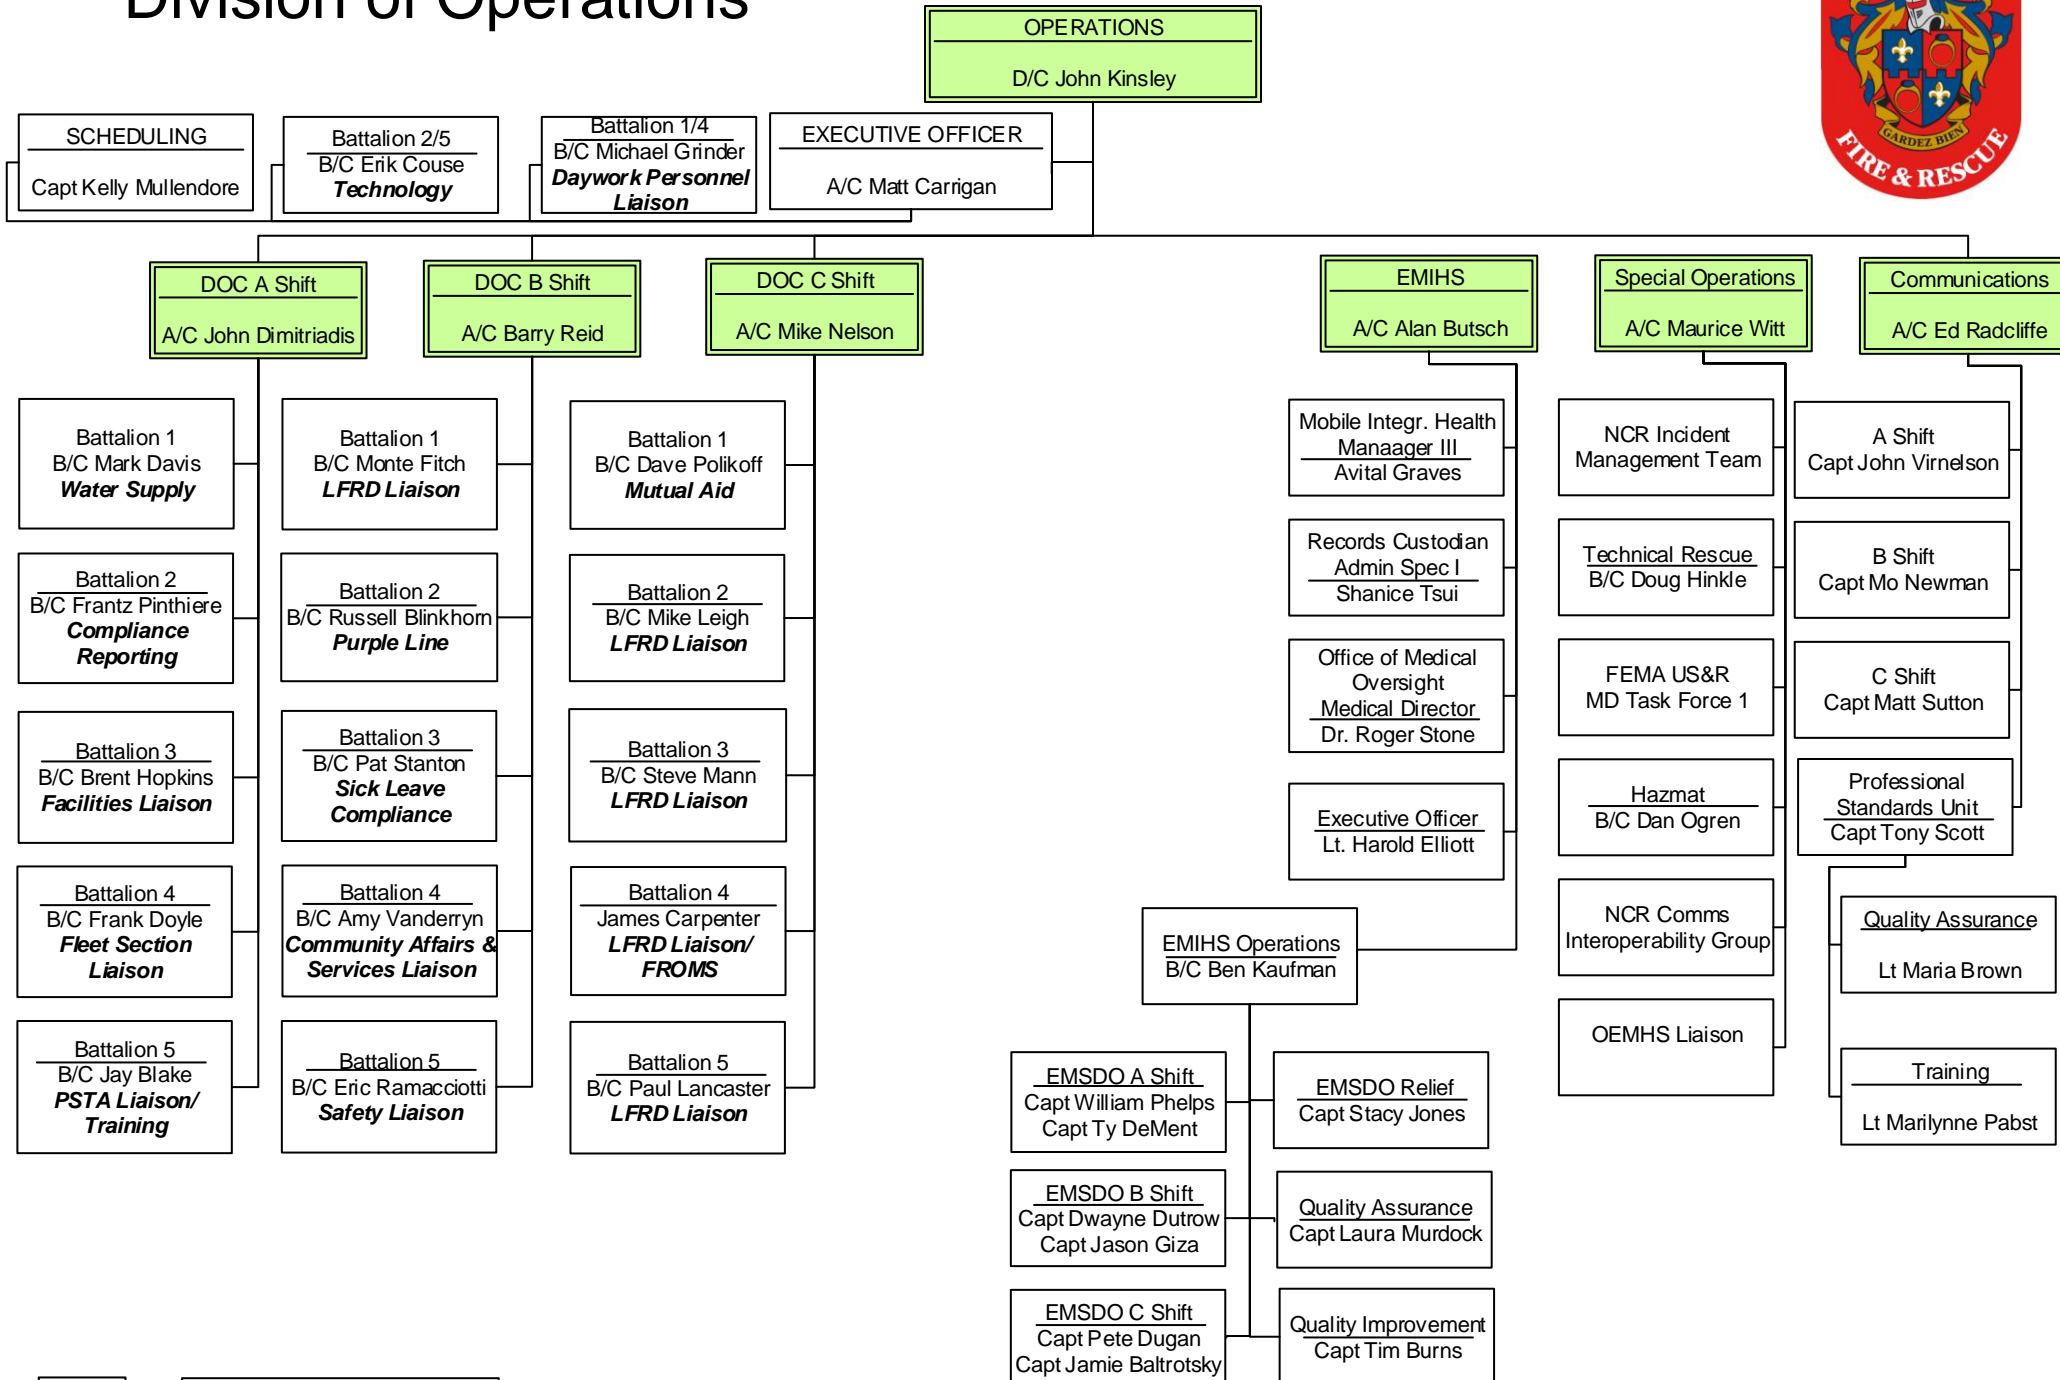 Division of Operations
OPERATIONS
D/C John Kinsley
GARDEZ BIEN
FIRE & RESCUE
SCHEDULING
Capt Kelly Mullendore
Battalion 2/5
B/C Erik Couse
Technology
Battalion 1/4
B/C Michael Grinder
Daywork Personnel
Liaison
EXECUTIVE OFFICER
A/C Matt Carrigan
DOC A Shift
A/C John Dimitriadis
DOC B Shift
A/C Barry Reid
DOC C Shift
A/C Mike Nelson
EMIHS
A/C Alan Butsch
Special Operations
A/C Maurice Witt
Communications
A/C Ed Radcliffe
Battalion 1
B/C Mark Davis
Water Supply
Battalion 2
B/C Frantz Pinthiere
Compliance
Reporting
Battalion 3
B/C Brent Hopkins
Facilities Liaison
Battalion 4
B/C Frank Doyle
Fleet Section
Liaison
Battalion 5
B/C Jay Blake
PSTA Liaison/
Training
Battalion 1
B/C Monte Fitch
LFRD Liaison
Battalion 2
B/C Russell Blinkhorn
Purple Line
Battalion 3
B/C Pat Stanton
Sick Leave
Compliance
Battalion 4
B/C Amy Vanderryn
Community Affairs &
Services Liaison
Battalion 5
B/C Eric Ramacciotti
Safety Liaison
Battalion 1
B/C Dave Polikoff
Mutual Aid
Battalion 2
B/C Mike Leigh
LFRD Liaison
Battalion 3
B/C Steve Mann
LFRD Liaison
Battalion 4
James Carpenter
LFRD Liaison/
FROMS
Battalion 5
B/C Paul Lancaster
LFRD Liaison
Mobile Integr. Health
Manaager III
Avital Graves
Records Custodian
Admin Spec I
Shanice Tsui
Office of Medical
Oversight
Medical Director
Dr. Roger Stone
Executive Officer
Lt. Harold Elliott
EMIHS Operations
B/C Ben Kaufman
EMSDO A Shift
Capt William Phelps
Capt Ty DeMent
EMSDO B Shift
Capt Dwayne Dutrow
Capt Jason Giza
EMSDO C Shift
Capt Pete Dugan
Capt Jamie Baltrotsky
EMSDO Relief
Capt Stacy Jones
Quality Assurance
Capt Laura Murdock
Quality Improvement
Capt Tim Burns
NCR Incident
Management Team
Technical Rescue
B/C Doug Hinkle
FEMA US&R
MD Task Force 1
Hazmat
B/C Dan Ogren
NCR Comms
Interoperability Group
OEMHS Liaison
A Shift
Capt John Virnelson
B Shift
Capt Mo Newman
C Shift
Capt Matt Sutton
Professional
Standards Unit
Capt Tony Scott
Quality Assurance
Lt Maria Brown
Training
Lt Marilynne Pabst